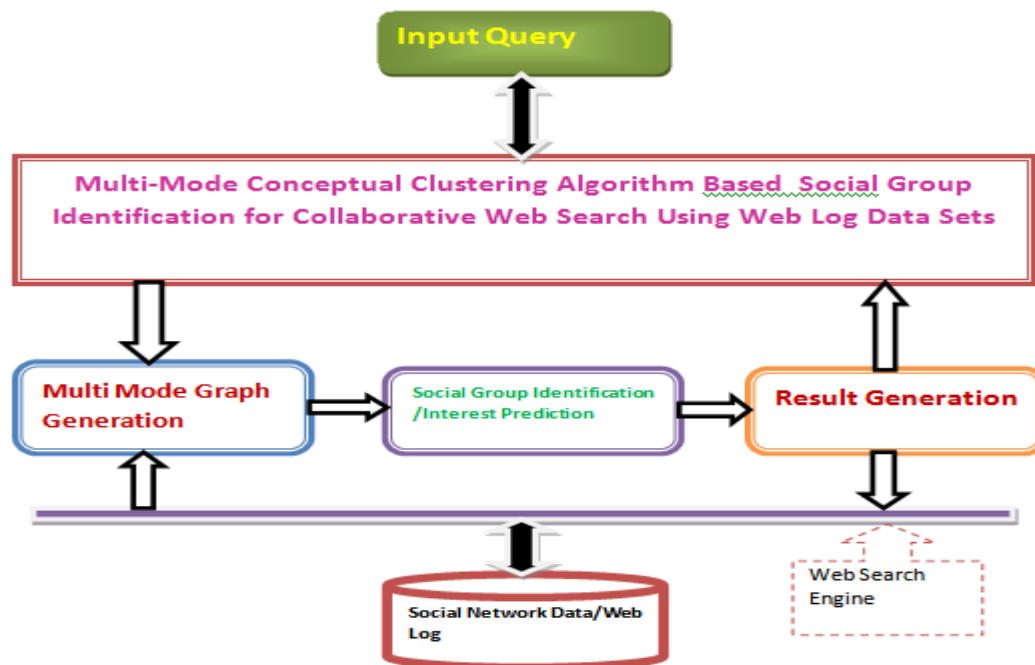 Input Query
Multi-Mode Conceptual Clustering Algorithm Based Social Group
Identification for Collaborative Web Search Using Web Log Data Sets
Multi Mode Graph
Generation
Social Group Identification
/Interest Prediction
Result Generation
Web Search
Engine
Social Network Data/Web
Log